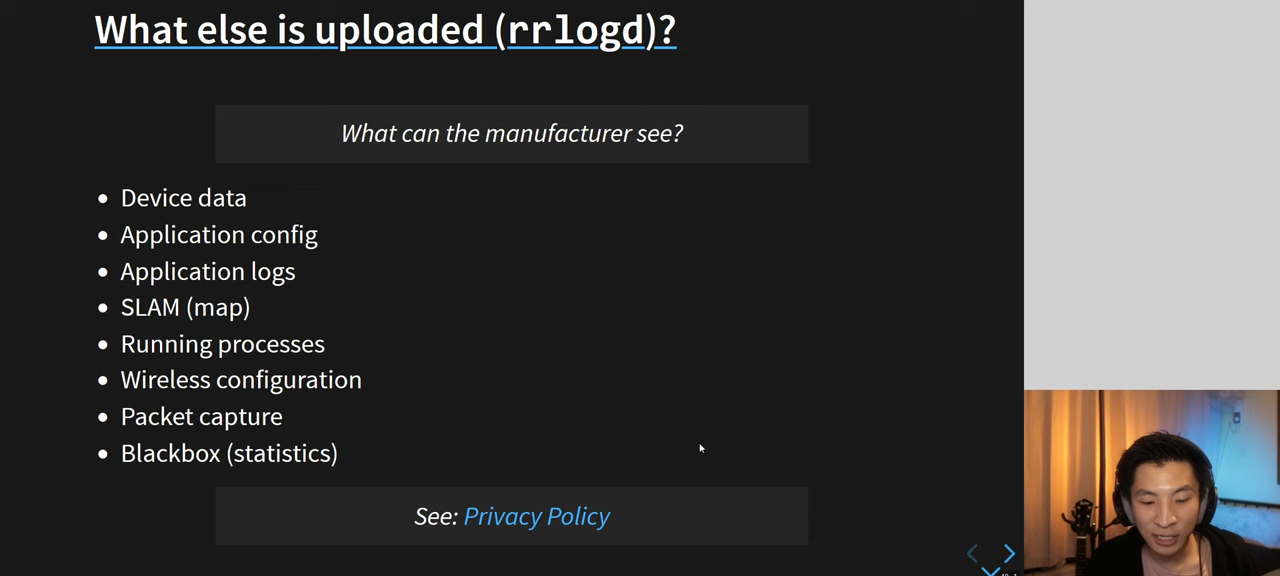 What else is uploaded (rrlogd)?
What can the manufacturer see?
Device data
Application config
Application logs
SLAM (map)
Running processes
Wireless configuration
Packet capture
Blackbox (statistics)
See: Privacy Policy